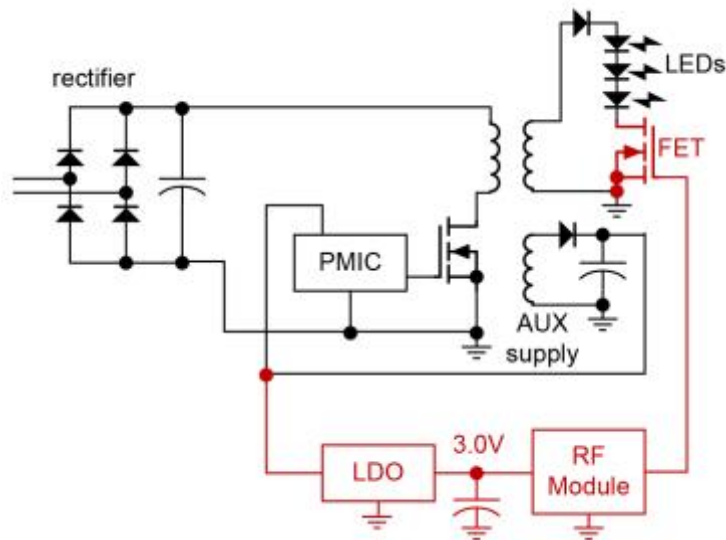 rectifier
LEDs
FET
PMIC
AUX
supply
3.0V
LDO
RF
Module